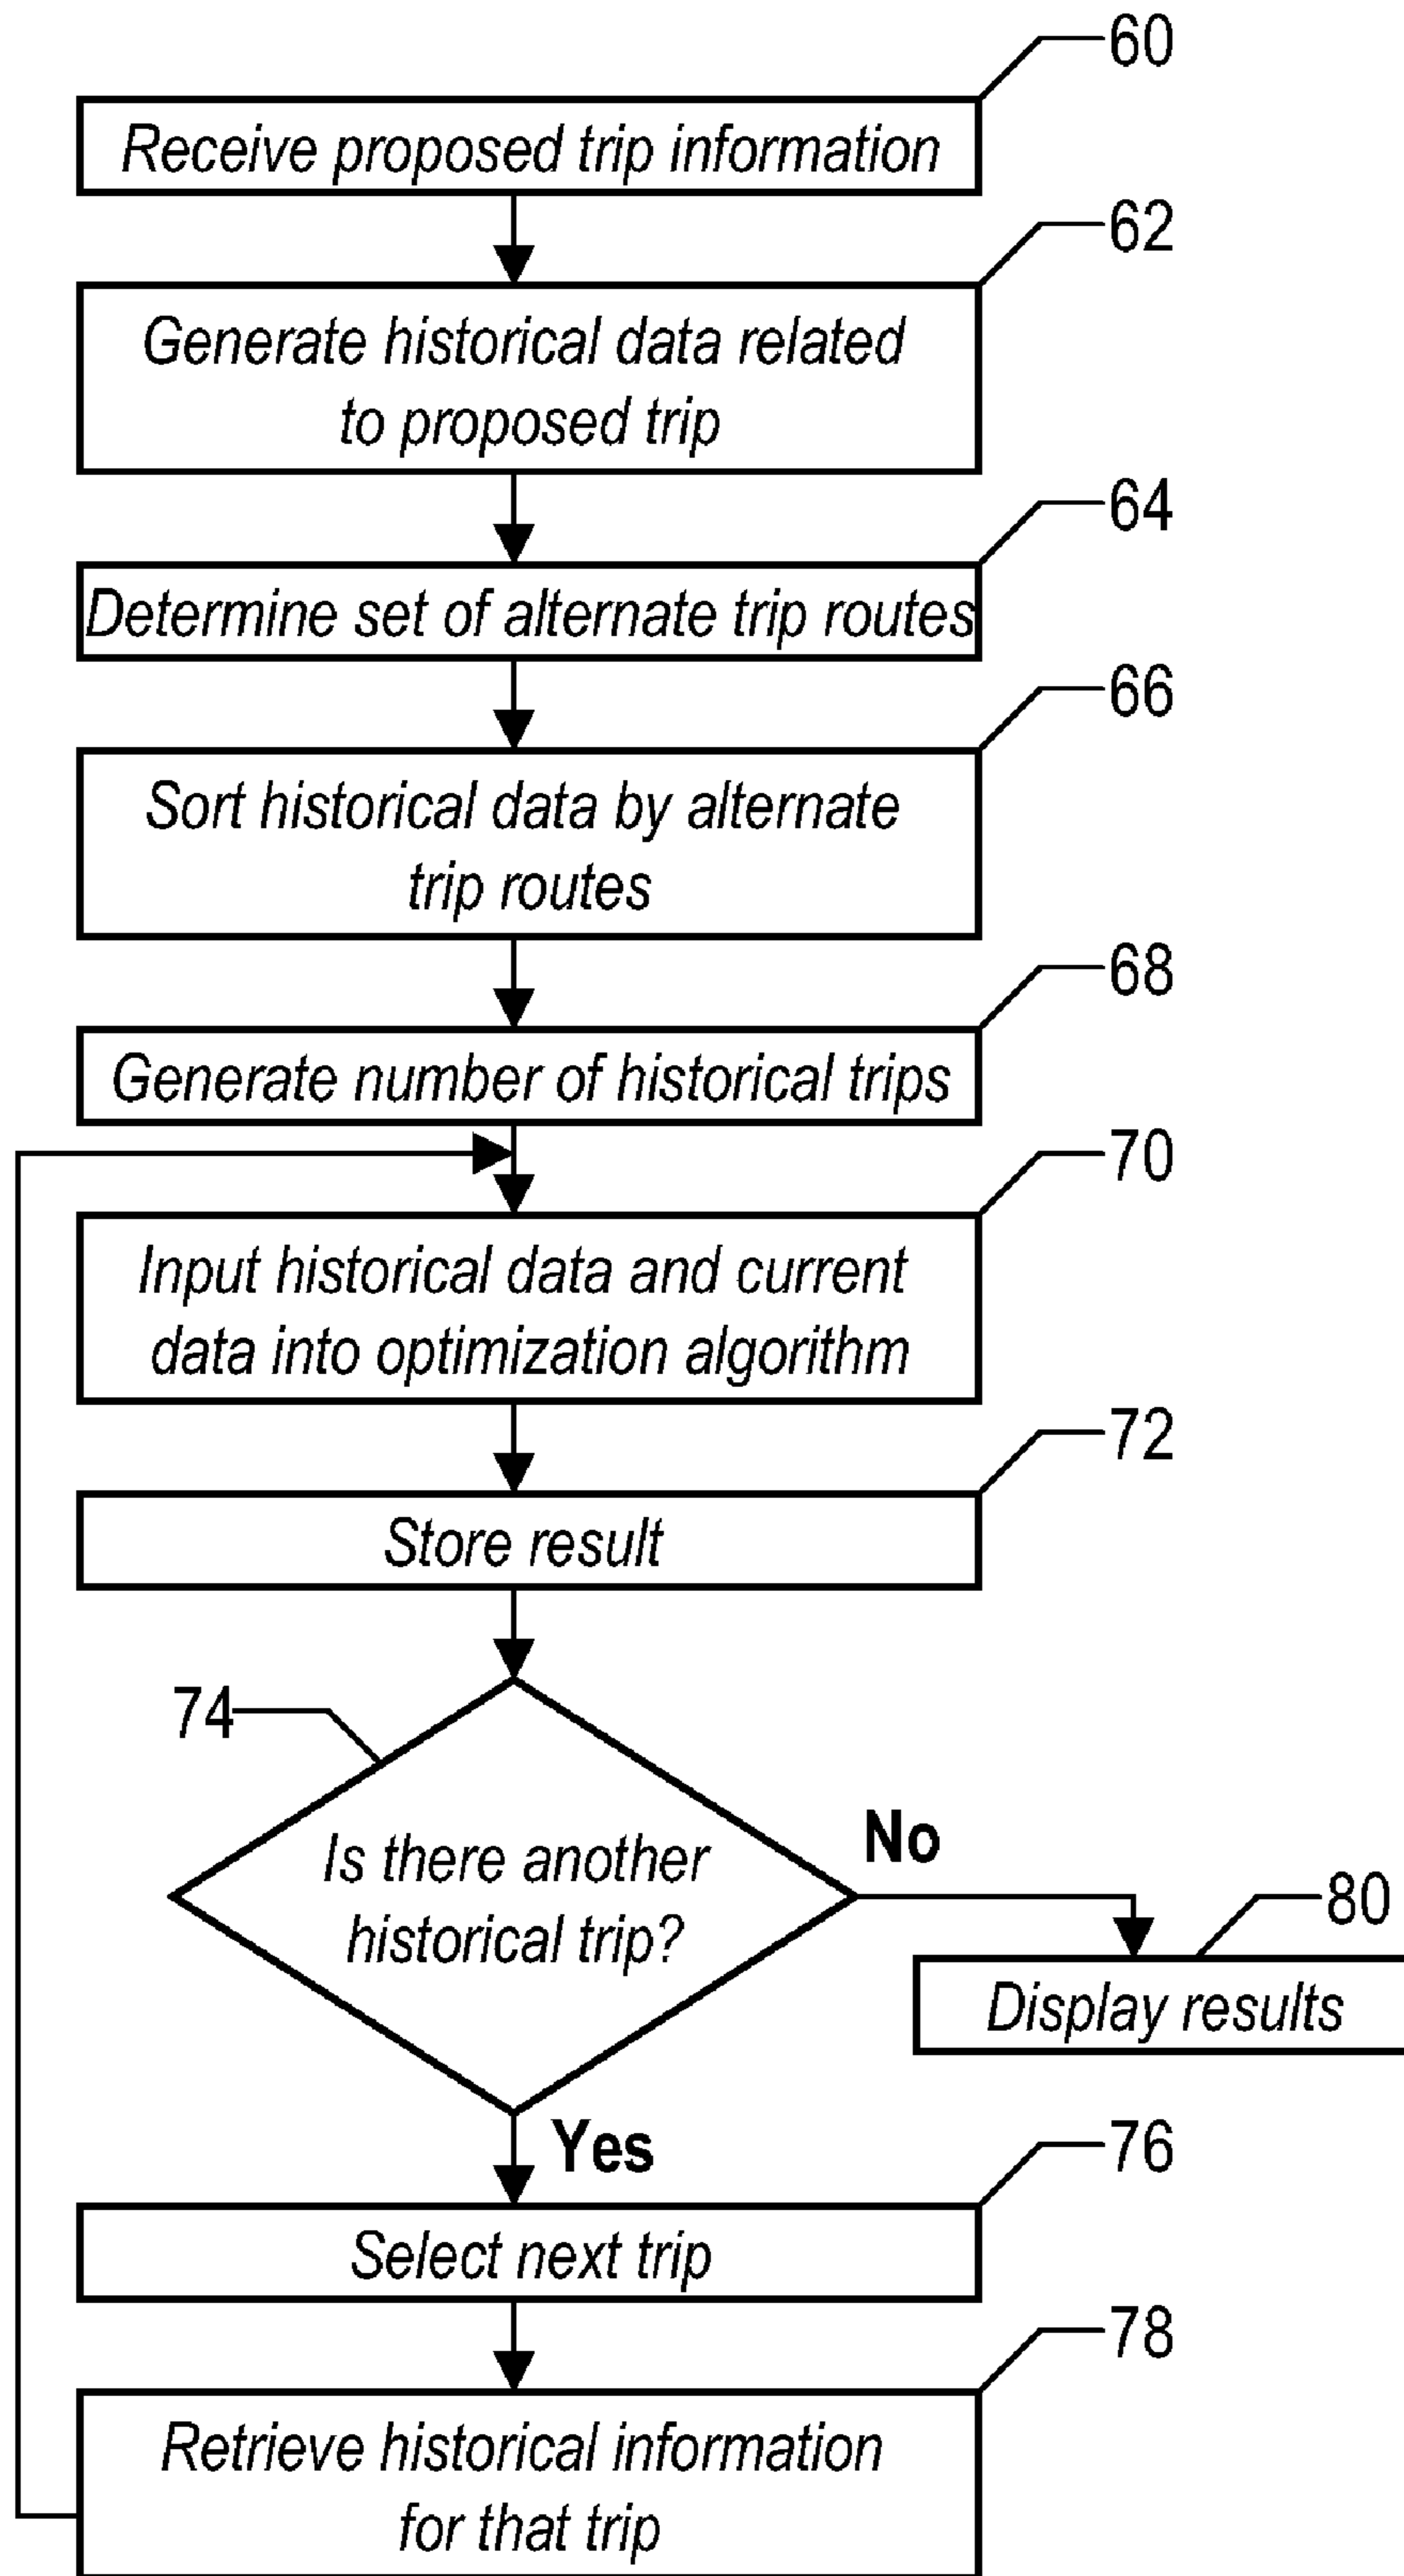 60
Receive proposed trip information
62
Generate historical data related
to proposed trip
64
Determine set of alternate trip routes
66
Sort historical data by alternate
trip routes
68
Generate number of historical trips
70
Input historical data and current
data into optimization algorithm
72
Store result
74
Is there another
historical trip?
No
80
Display results
Yes
76
Select next trip
78
Retrieve historical information
for that trip